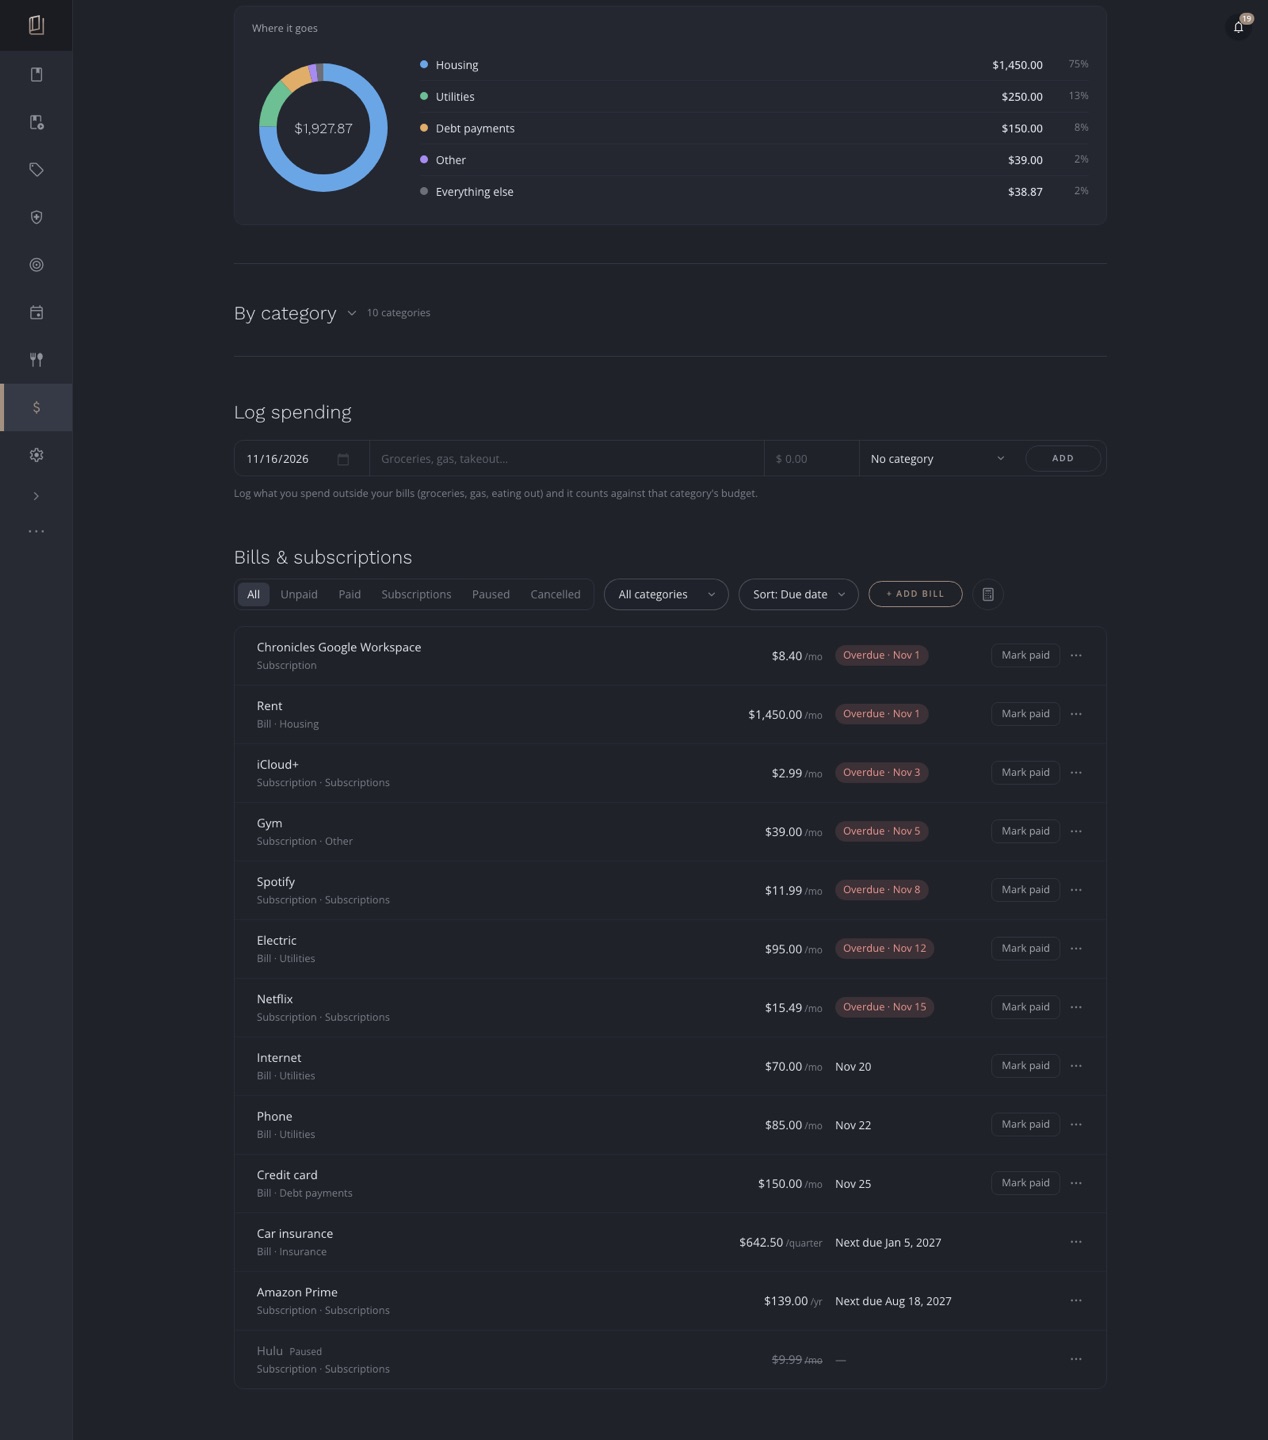 19
Where it goes
$1,927.87
Housing $1,450.00 75%
Utilities $250.00 13%
Debt payments $150.00 8%
Other $39.00 2%
Everything else $38.87 2%
By category 10 categories
Log spending
11/16/2026 Groceries, gas, takeout... $ 0.00 No category ADD
Log what you spend outside your bills (groceries, gas, eating out) and it counts against that category's budget.
Bills & subscriptions
All Unpaid Paid Subscriptions Paused Cancelled All categories Sort: Due date + ADD BILL
Chronicles Google Workspace
Subscription
$8.40 /mo Overdue · Nov 1 Mark paid
Rent
Bill · Housing
$1,450.00 /mo Overdue · Nov 1 Mark paid
iCloud+
Subscription · Subscriptions
$2.99 /mo Overdue · Nov 3 Mark paid
Gym
Subscription · Other
$39.00 /mo Overdue · Nov 5 Mark paid
Spotify
Subscription · Subscriptions
$11.99 /mo Overdue · Nov 8 Mark paid
Electric
Bill · Utilities
$95.00 /mo Overdue · Nov 12 Mark paid
Netflix
Subscription · Subscriptions
$15.49 /mo Overdue · Nov 15 Mark paid
Internet
Bill · Utilities
$70.00 /mo Nov 20 Mark paid
Phone
Bill · Utilities
$85.00 /mo Nov 22 Mark paid
Credit card
Bill · Debt payments
$150.00 /mo Nov 25 Mark paid
Car insurance
Bill · Insurance
$642.50 /quarter Next due Jan 5, 2027
Amazon Prime
Subscription · Subscriptions
$139.00 /yr Next due Aug 18, 2027
Hulu Paused
Subscription · Subscriptions
$9.99 /mo —